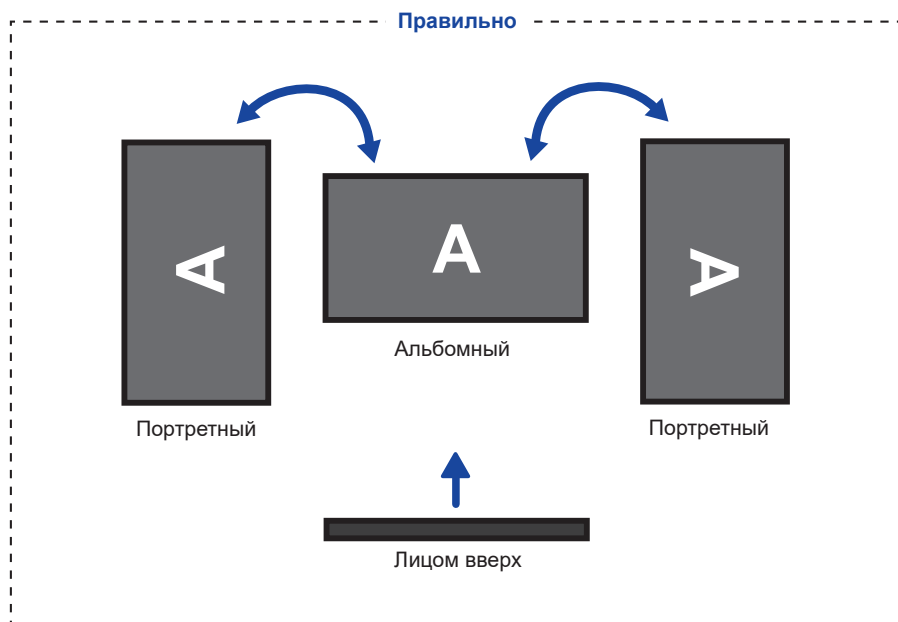 Правильно
A
A
A
Альбомный
Портретный
Портретный
Лицом вверх